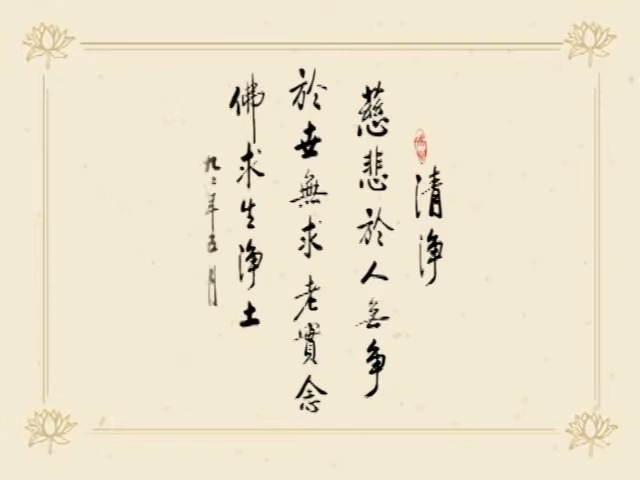 清淨
慈悲於人無爭
於世無求老實念
佛求生淨土
九二年五月